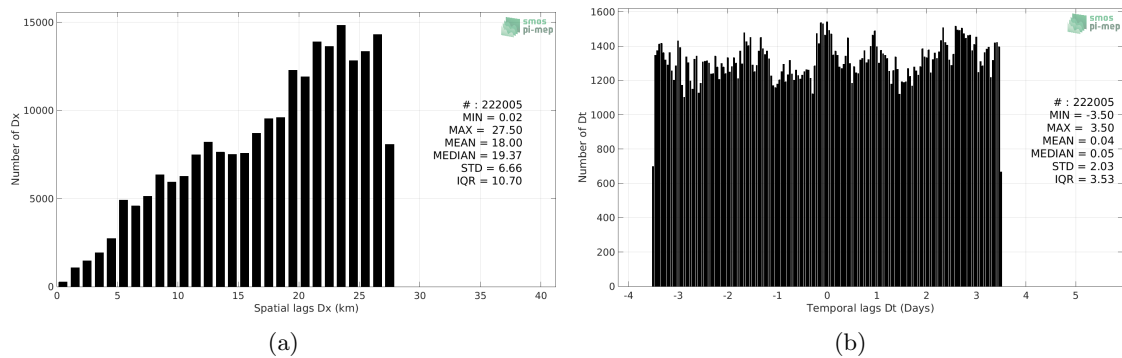 15000
10000
5000
0
Number of Dx
0 5 10 15 20 25 30 35 40
Spatial lags Dx (km)
smos
pi-mep
# : 222005
MIN = 0.02
MAX = 27.50
MEAN = 18.00
MEDIAN = 19.37
STD = 6.66
IQR = 10.70
(a)
1600
1400
1200
1000
800
600
400
200
0
Number of Dt
-4 -3 -2 -1 0 1 2 3 4 5
Temporal lags Dt (Days)
smos
pi-mep
# : 222005
MIN = -3.50
MAX = 3.50
MEAN = 0.04
MEDIAN = 0.05
STD = 2.03
IQR = 3.53
(b)